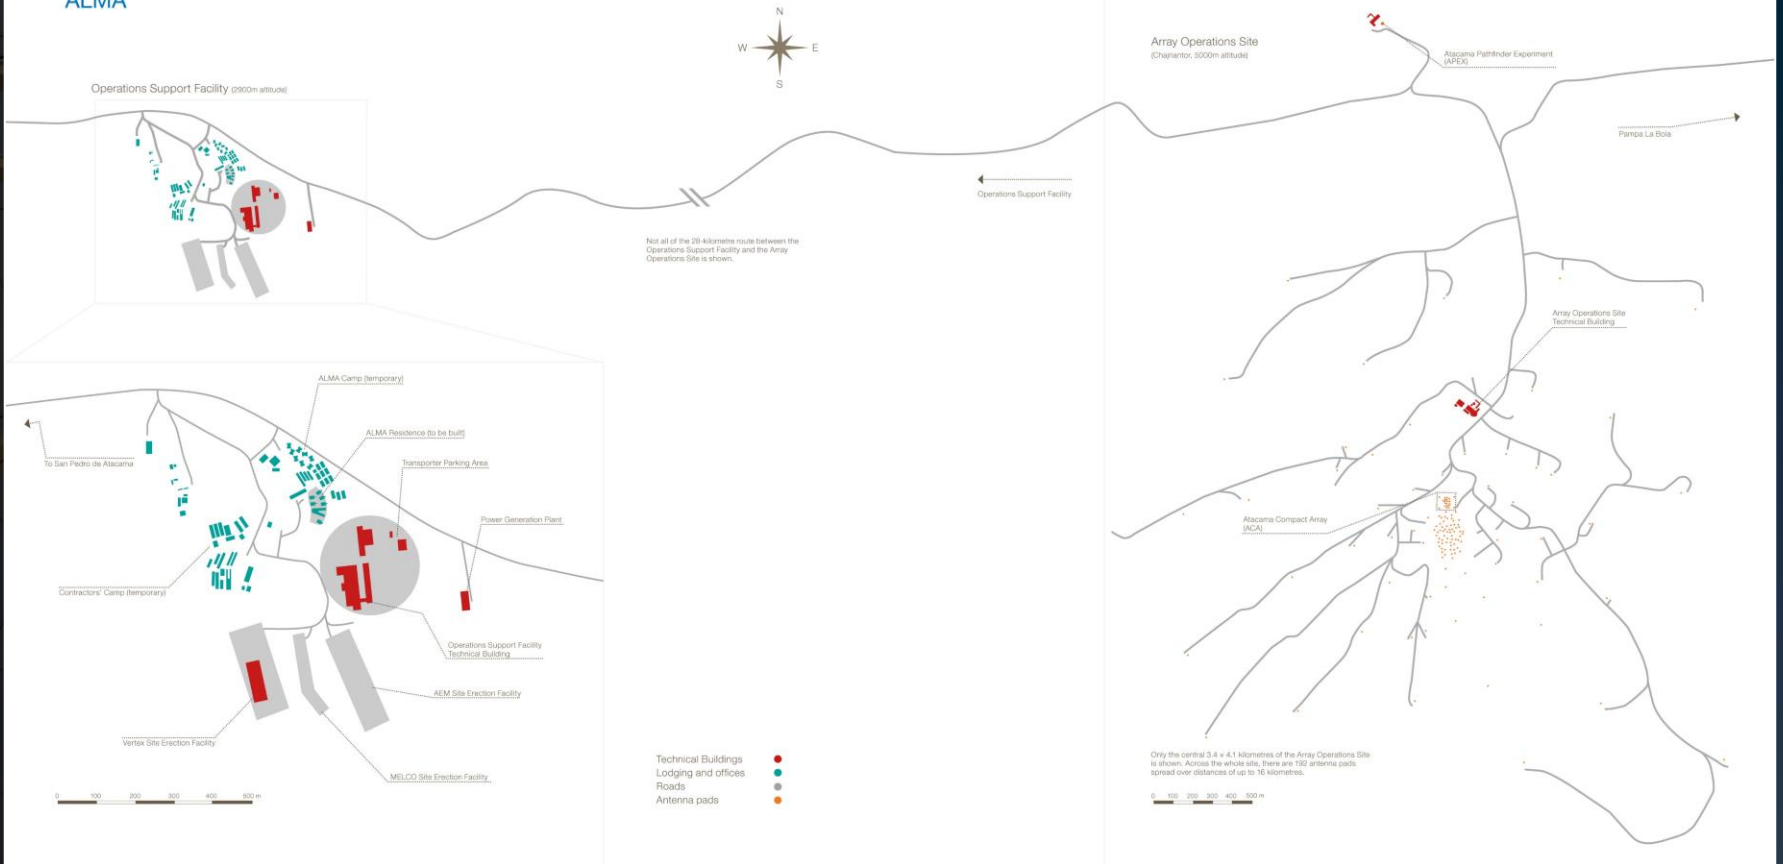 ALMA
N
W E
S
Operations Support Facility (2900m altitude)
Array Operations Site
(Chajnantor, 5000m altitude)
Atacama Pathfinder Experiment
(APEX)
Pampa La Bola
Operations Support Facility
Not all of the 28-kilometre route between the
Operations Support Facility and the Array
Operations Site is shown.
Array Operations Site
Technical Building
ALMA Camp (temporary)
ALMA Residence (to be built)
Transporter Parking Area
To San Pedro de Atacama
Power Generation Plant
Atacama Compact Array
(ACA)
Contractors' Camp (temporary)
Operations Support Facility
Technical Building
AEM Site Erection Facility
Vertex Site Erection Facility
MELCO Site Erection Facility
0 100 200 300 400 500 m
Technical Buildings
Lodging and offices
Roads
Antenna pads
Only the central 3.4 x 4.1 kilometres of the Array Operations Site
is shown. Across the whole site, there are 192 antenna pads
spread over distances of up to 16 kilometres.
0 100 200 300 400 500 m